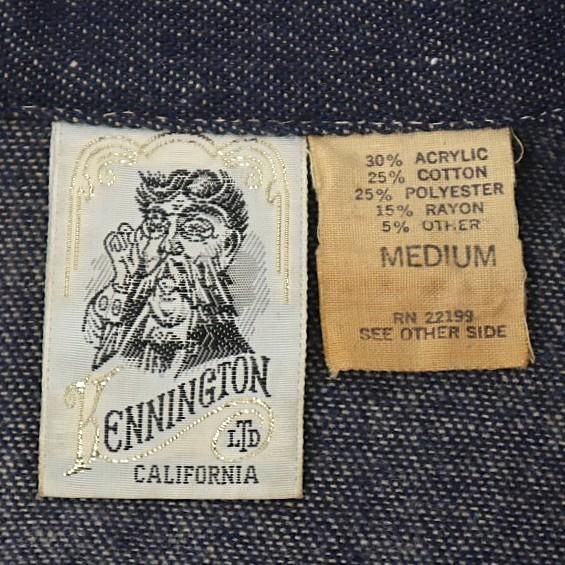 KENNINGTON
LTD
CALIFORNIA
30% ACRYLIC
25% COTTON
25% POLYESTER
15% RAYON
5% OTHER
MEDIUM
RN 22199
SEE OTHER SIDE